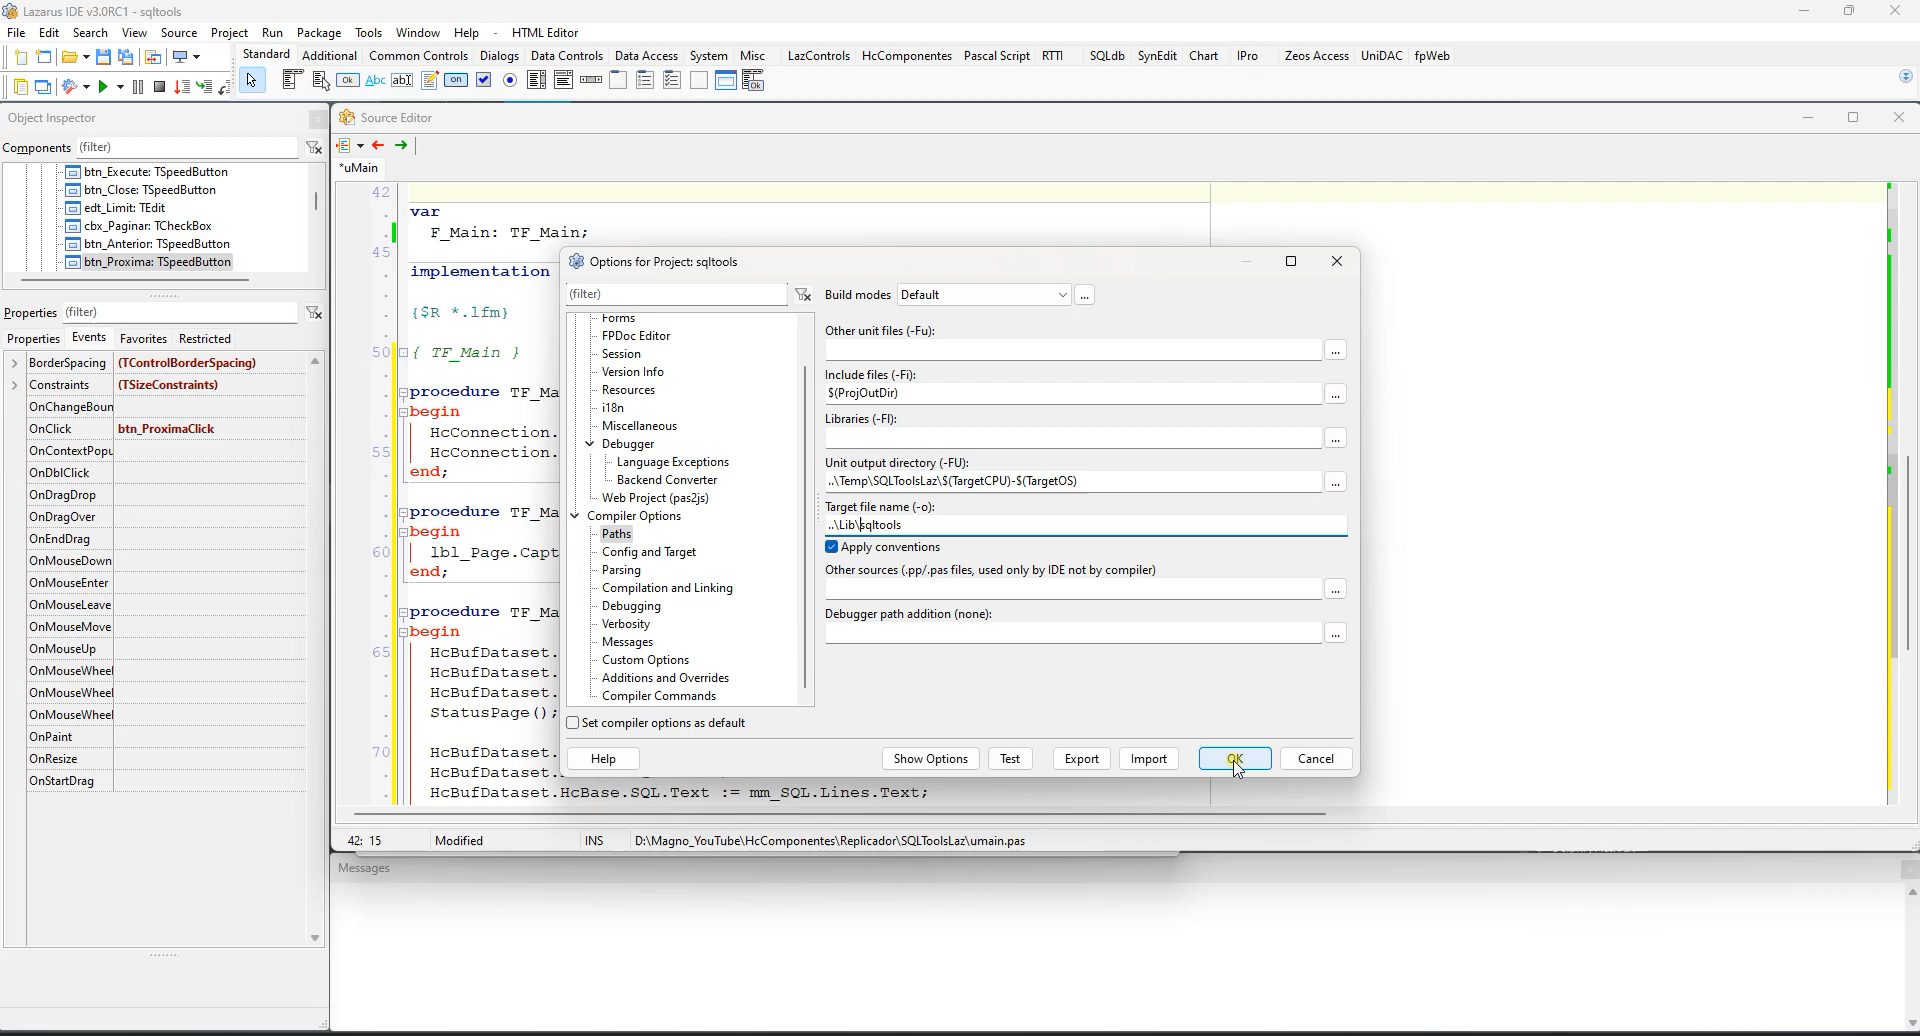 Lazarus IDE v3.0RC1 - sqltools
File Edit Search View Source Project Run Package Tools Window Help - HTML Editor
Standard Additional Common Controls Dialogs Data Controls Data Access System Misc LazControls HcComponentes Pascal Script RTTI SQLdb SynEdit Chart IPro Zeos Access UniDAC fpWeb
Ok Abc ab on Ok
Object Inspector
Components (filter)
btn_Execute: TSpeedButton
btn_Close: TSpeedButton
edt_Limit: TEdit
cbx_Paginar: TCheckBox
btn_Anterior: TSpeedButton
btn_Proxima: TSpeedButton
Properties (filter)
Properties Events Favorites Restricted
BorderSpacing (TControlBorderSpacing)
Constraints (TSizeConstraints)
OnChangeBoun
OnClick btn_ProximaClick
OnContextPopu
OnDblClick
OnDragDrop
OnDragOver
OnEndDrag
OnMouseDown
OnMouseEnter
OnMouseLeave
OnMouseMove
OnMouseUp
OnMouseWheel
OnMouseWheel
OnMouseWheel
OnPaint
OnResize
OnStartDrag
Source Editor
*uMain
42
var
F_Main: TF_Main;
45
implementation
{$R *.lfm}
50 { TF_Main }
procedure TF_Ma
begin
HcConnection.
55 HcConnection.
end;
procedure TF_Ma
begin
60 lbl_Page.Capt
end;
procedure TF_Ma
begin
65 HcBufDataset.
HcBufDataset.
HcBufDataset.
StatusPage();
70 HcBufDataset.
HcBufDataset.
HcBufDataset.HcBase.SQL.Text := mm_SQL.Lines.Text;
42: 15 Modified INS D:\Magno_YouTube\HcComponentes\Replicador\SQLToolsLaz\umain.pas
Messages
Options for Project: sqltools
(filter)
Forms
FPDoc Editor
Session
Version Info
Resources
i18n
Miscellaneous
Debugger
Language Exceptions
Backend Converter
Web Project (pas2js)
Compiler Options
Paths
Config and Target
Parsing
Compilation and Linking
Debugging
Verbosity
Messages
Custom Options
Additions and Overrides
Compiler Commands
Build modes Default ...
Other unit files (-Fu):
...
Include files (-Fi):
$(ProjOutDir) ...
Libraries (-Fl):
...
Unit output directory (-FU):
..\Temp\SQLToolsLaz\$(TargetCPU)-$(TargetOS) ...
Target file name (-o):
..\Lib\sqltools
Apply conventions
Other sources (.pp/.pas files, used only by IDE not by compiler)
...
Debugger path addition (none):
...
Set compiler options as default
Help Show Options Test Export Import OK Cancel